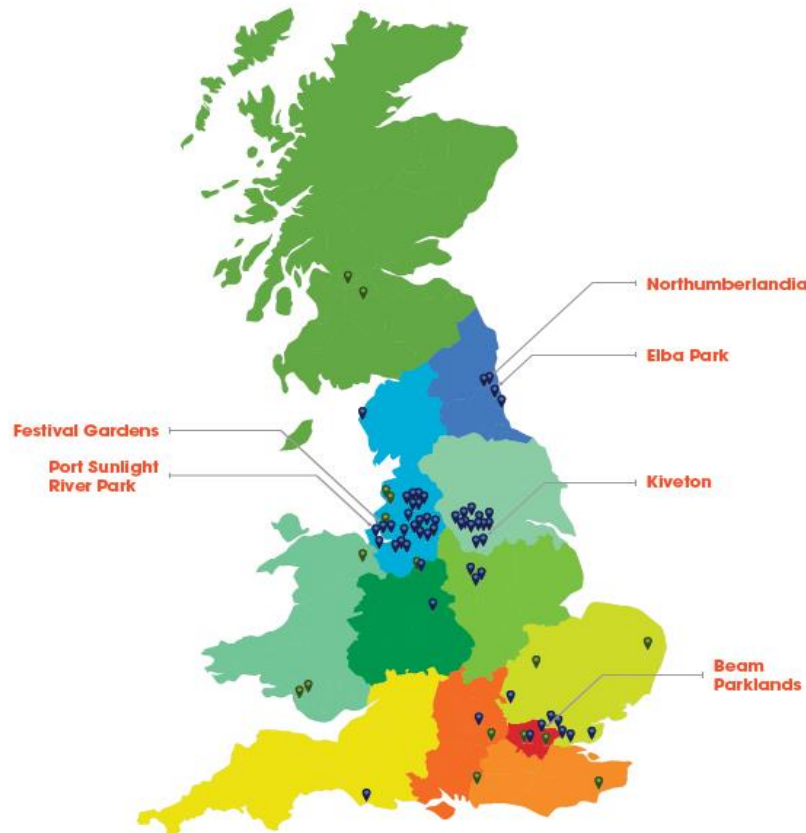 Northumberlandia
Elba Park
Festival Gardens
Port Sunlight
River Park
Kiveton
Beam
Parklands